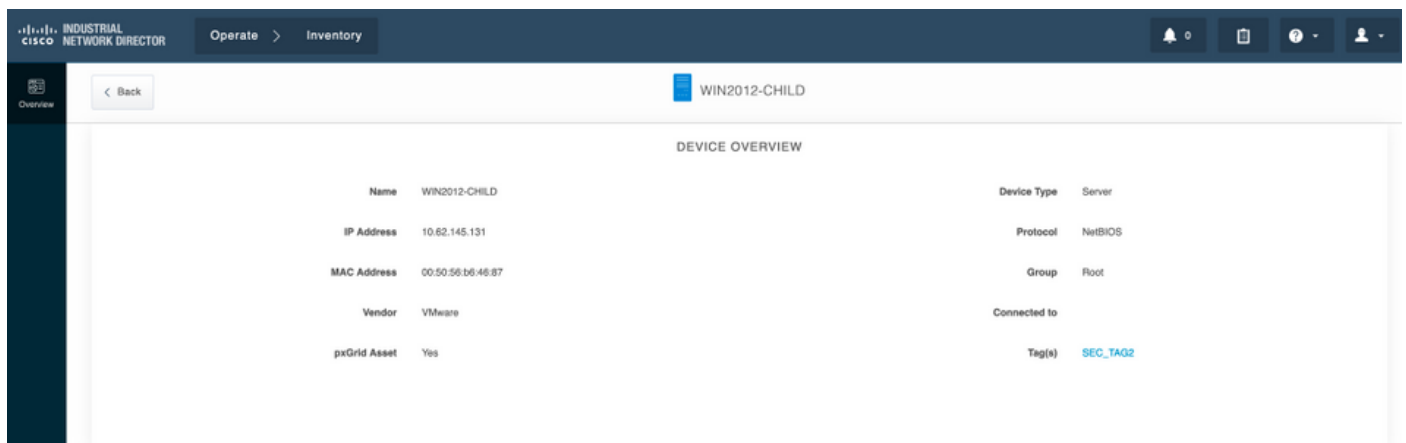 CISCO INDUSTRIAL NETWORK DIRECTOR
Operate > Inventory
0
Overview
< Back
WIN2012-CHILD
DEVICE OVERVIEW
Name WIN2012-CHILD
Device Type Server
IP Address 10.62.145.131
Protocol NetBIOS
MAC Address 00:50:56:b6:46:87
Group Root
Vendor VMware
Connected to
pxGrid Asset Yes
Tag(s) SEC_TAG2